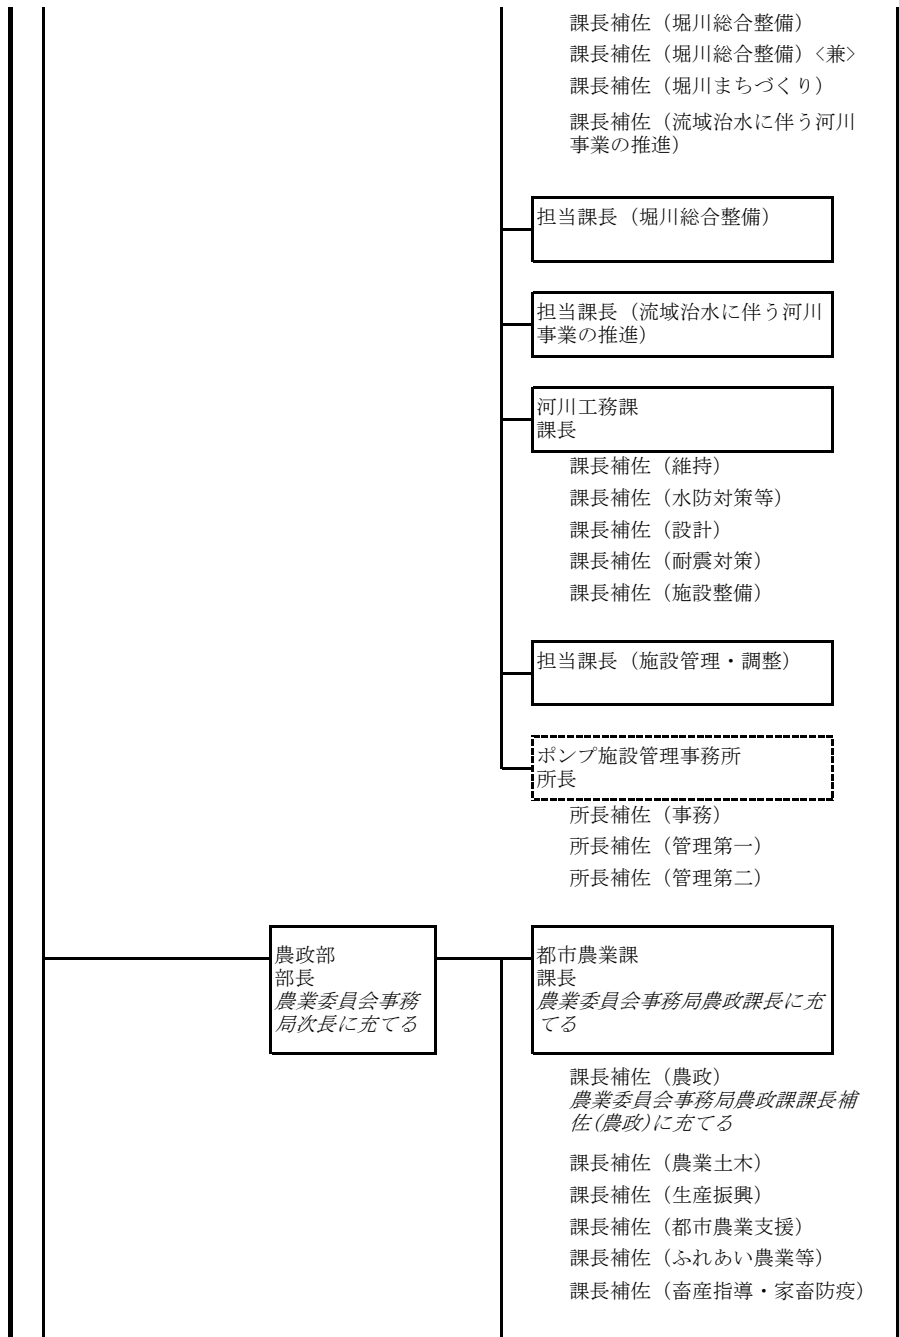 課長補佐（堀川総合整備）
課長補佐（堀川総合整備）<兼>
課長補佐（堀川まちづくり）
課長補佐（流域治水に伴う河川
事業の推進）
担当課長（堀川総合整備）
担当課長（流域治水に伴う河川
事業の推進）
河川工務課
課長
課長補佐（維持）
課長補佐（水防対策等）
課長補佐（設計）
課長補佐（耐震対策）
課長補佐（施設整備）
担当課長（施設管理・調整）
ポンプ施設管理事務所
所長
所長補佐（事務）
所長補佐（管理第一）
所長補佐（管理第二）
農政部
部長
農業委員会事務
局次長に充てる
都市農業課
課長
農業委員会事務局農政課長に充
てる
課長補佐（農政）
農業委員会事務局農政課課長補
佐(農政)に充てる
課長補佐（農業土木）
課長補佐（生産振興）
課長補佐（都市農業支援）
課長補佐（ふれあい農業等）
課長補佐（畜産指導・家畜防疫）